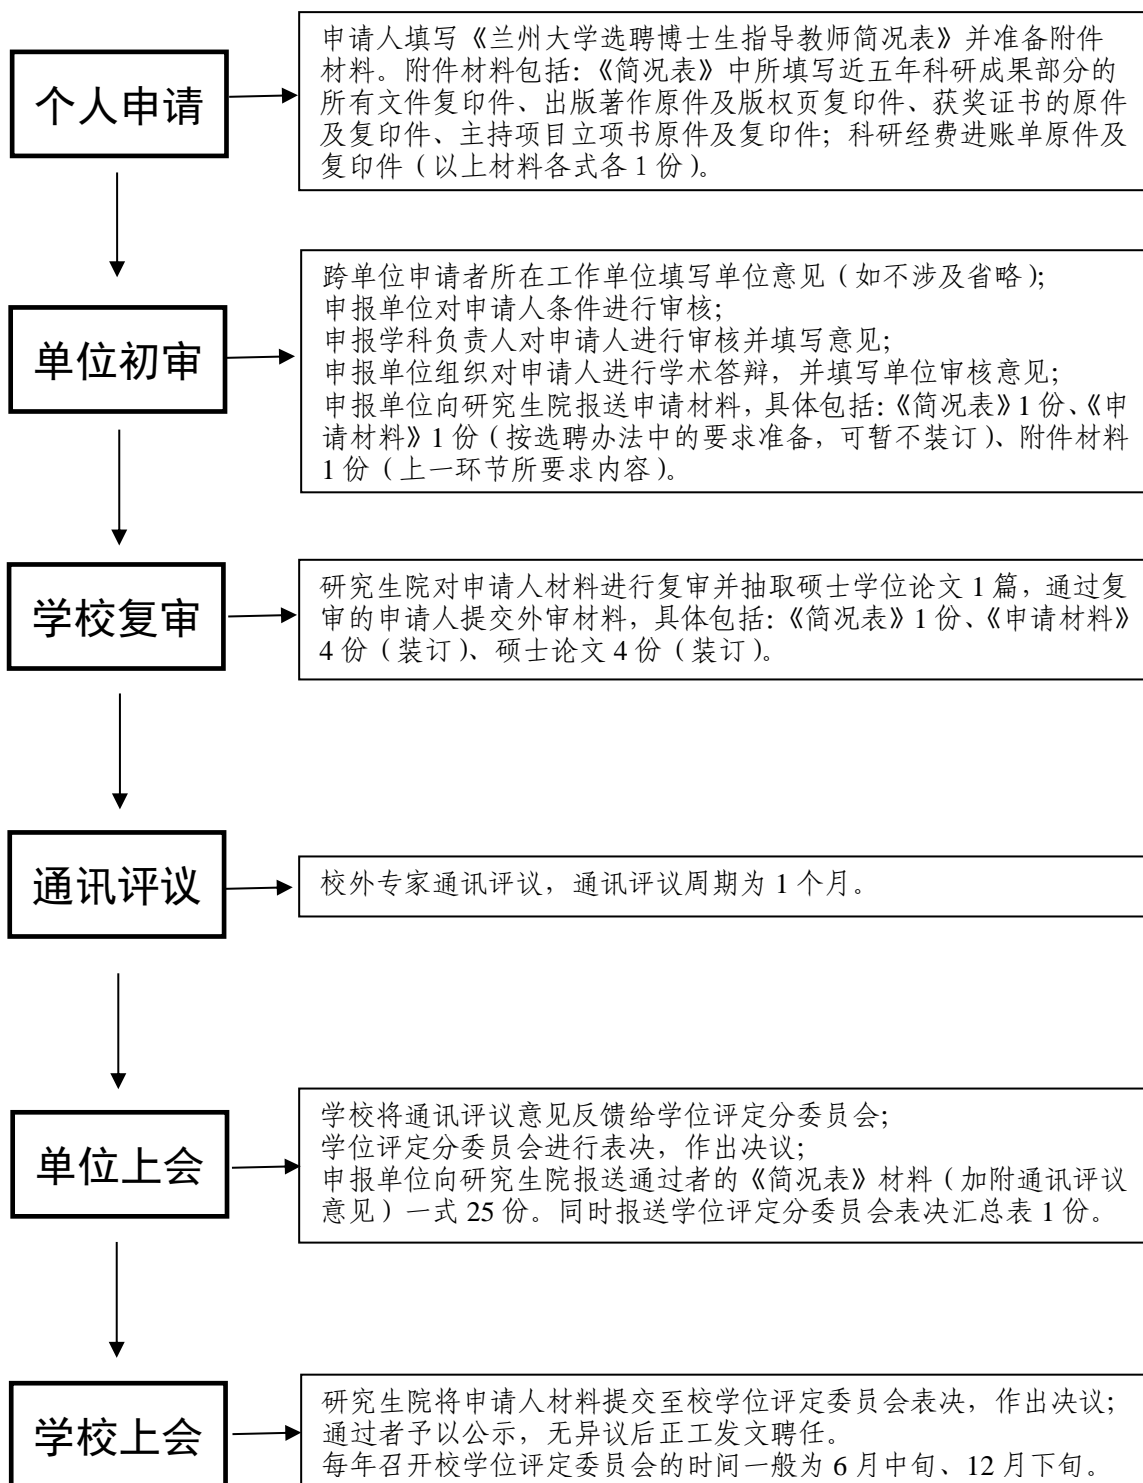 个人申请
申请人填写《兰州大学选聘博士生指导教师简况表》并准备附件
材料。附件材料包括：《简况表》中所填写近五年科研成果部分的
所有文件复印件、出版著作原件及版权页复印件、获奖证书的原件
及复印件、主持项目立项书原件及复印件；科研经费进账单原件及
复印件（以上材料各式各 1 份）。
单位初审
跨单位申请者所在工作单位填写单位意见（如不涉及省略）；
申报单位对申请人条件进行审核；
申报学科负责人对申请人进行审核并填写意见；
申报单位组织对申请人进行学术答辩，并填写单位审核意见；
申报单位向研究生院报送申请材料，具体包括：《简况表》1 份、《申
请材料》1 份（按选聘办法中的要求准备，可暂不装订）、附件材料
1 份（上一环节所要求内容）。
学校复审
研究生院对申请人材料进行复审并抽取硕士学位论文 1 篇，通过复
审的申请人提交外审材料，具体包括：《简况表》1 份、《申请材料》
4 份（装订）、硕士论文 4 份（装订）。
通讯评议
校外专家通讯评议，通讯评议周期为 1 个月。
单位上会
学校将通讯评议意见反馈给学位评定分委员会；
学位评定分委员会进行表决，作出决议；
申报单位向研究生院报送通过者的《简况表》材料（加附通讯评议
意见）一式 25 份。同时报送学位评定分委员会表决汇总表 1 份。
学校上会
研究生院将申请人材料提交至校学位评定委员会表决，作出决议；
通过者予以公示，无异议后正工发文聘任。
每年召开校学位评定委员会的时间一般为 6 月中旬、12 月下旬。